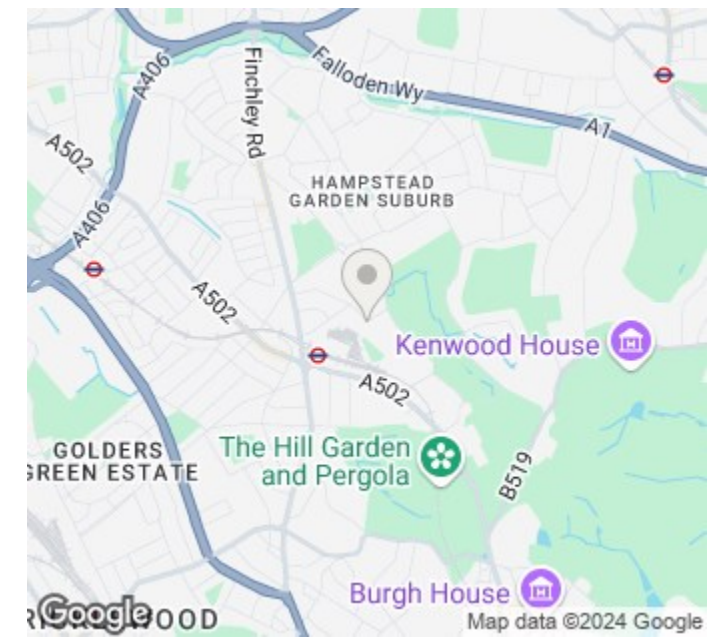 A406
Finchley Rd
Falloden Wy
A1
A502
HAMPSTEAD
GARDEN SUBURB
A406
A502
Kenwood House
A502
The Hill Garden
and Pergola
GOLDERS
GREEN ESTATE
B519
Burgh House
Google
WOOD
Map data ©2024 Google